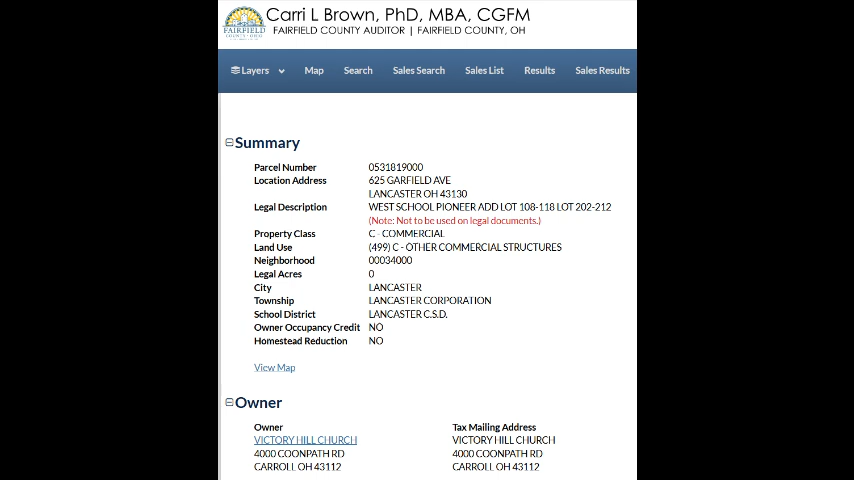 Carri L Brown, PhD, MBA, CGFM
FAIRFIELD COUNTY AUDITOR | FAIRFIELD COUNTY, OH
FAIRFIELD
COUNTY OHIO
Layers Map Search Sales Search Sales List Results Sales Results
Summary
Parcel Number 0531819000
Location Address 625 GARFIELD AVE
LANCASTER OH 43130
Legal Description WEST SCHOOL PIONEER ADD LOT 108-118 LOT 202-212
(Note: Not to be used on legal documents.)
Property Class C - COMMERCIAL
Land Use (499) C - OTHER COMMERCIAL STRUCTURES
Neighborhood 00034000
Legal Acres 0
City LANCASTER
Township LANCASTER CORPORATION
School District LANCASTER C.S.D.
Owner Occupancy Credit NO
Homestead Reduction NO
View Map
Owner
Owner Tax Mailing Address
VICTORY HILL CHURCH VICTORY HILL CHURCH
4000 COONPATH RD 4000 COONPATH RD
CARROLL OH 43112 CARROLL OH 43112